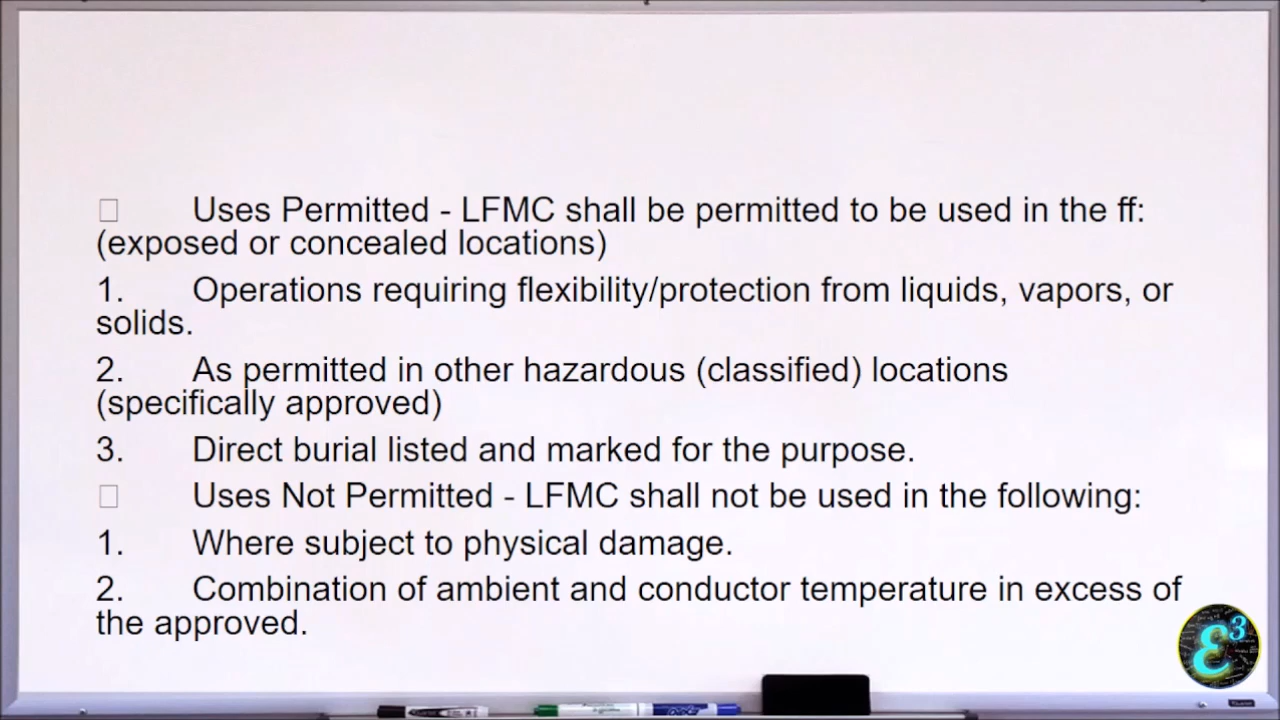 Uses Permitted - LFMC shall be permitted to be used in the ff:
(exposed or concealed locations)
1. Operations requiring flexibility/protection from liquids, vapors, or
solids.
2. As permitted in other hazardous (classified) locations
(specifically approved)
3. Direct burial listed and marked for the purpose.
Uses Not Permitted - LFMC shall not be used in the following:
1. Where subject to physical damage.
2. Combination of ambient and conductor temperature in excess of
the approved.
ε3